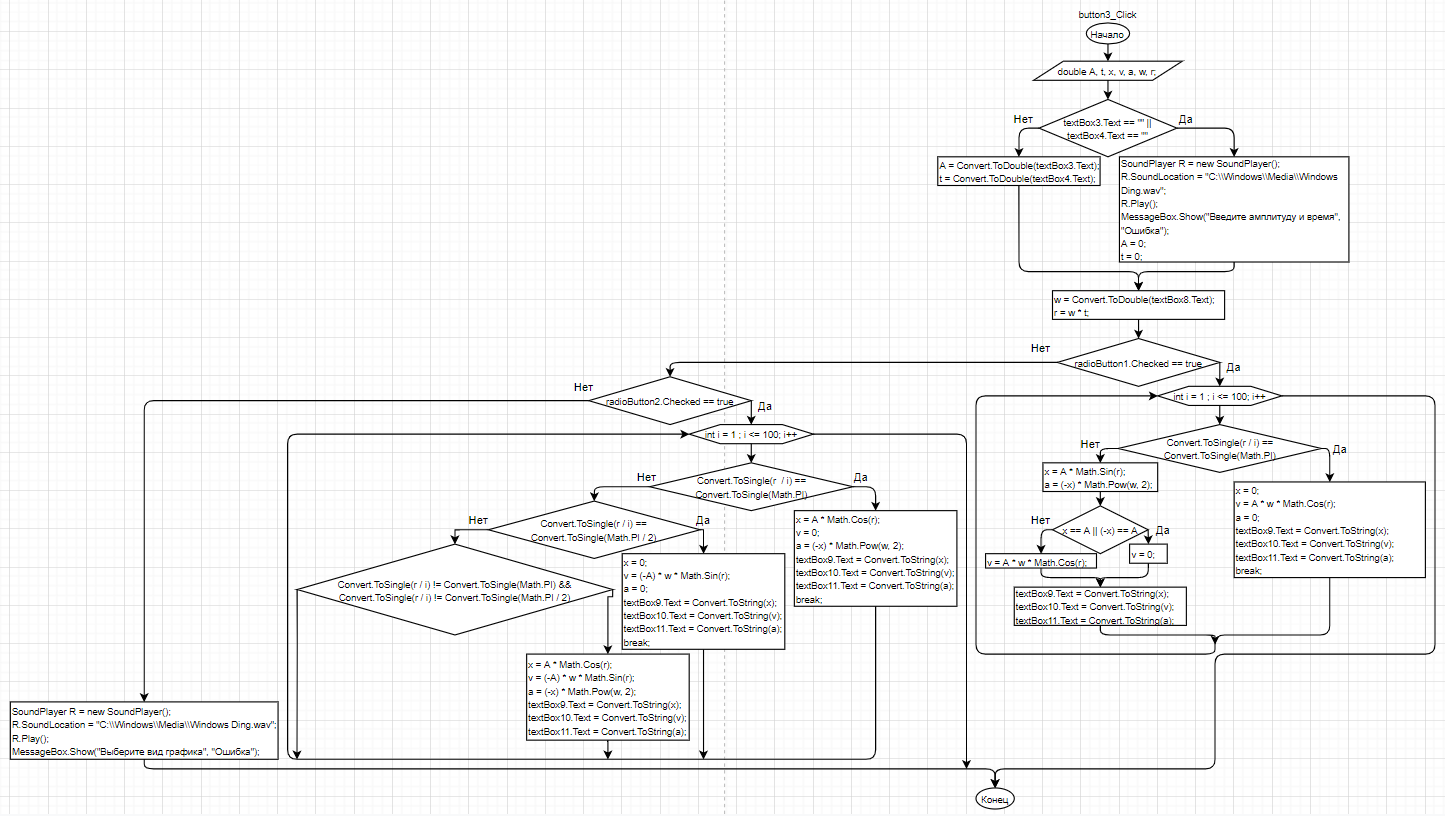 button3_Click
Начало
double A, t, x, v, a, w, r;
textBox3.Text == "" ||
textBox4.Text == ""
Нет
Да
A = Convert.ToDouble(textBox3.Text);
t = Convert.ToDouble(textBox4.Text);
SoundPlayer R = new SoundPlayer();
R.SoundLocation = "C:\\Windows\\Media\\Windows
Ding.wav";
R.Play();
MessageBox.Show("Введите амплитуду и время",
"Ошибка");
A = 0;
t = 0;
w = Convert.ToDouble(textBox8.Text);
r = w * t;
Нет
radioButton1.Checked == true
Да
Нет
radioButton2.Checked == true
Да
int i = 1 ; i <= 100; i++
Нет
Convert.ToSingle(r / i) ==
Convert.ToSingle(Math.PI)
Да
Нет
Convert.ToSingle(r / i) ==
Convert.ToSingle(Math.PI / 2)
Да
Convert.ToSingle(r / i) != Convert.ToSingle(Math.PI) &&
Convert.ToSingle(r / i) != Convert.ToSingle(Math.PI / 2)
x = A * Math.Cos(r);
v = 0;
a = (-x) * Math.Pow(w, 2);
textBox9.Text = Convert.ToString(x);
textBox10.Text = Convert.ToString(v);
textBox11.Text = Convert.ToString(a);
break;
x = 0;
v = (-A) * w * Math.Sin(r);
a = 0;
textBox9.Text = Convert.ToString(x);
textBox10.Text = Convert.ToString(v);
textBox11.Text = Convert.ToString(a);
break;
x = A * Math.Cos(r);
v = (-A) * w * Math.Sin(r);
a = (-x) * Math.Pow(w, 2);
textBox9.Text = Convert.ToString(x);
textBox10.Text = Convert.ToString(v);
textBox11.Text = Convert.ToString(a);
SoundPlayer R = new SoundPlayer();
R.SoundLocation = "C:\\Windows\\Media\\Windows Ding.wav";
R.Play();
MessageBox.Show("Выберите вид графика", "Ошибка");
int i = 1 ; i <= 100; i++
Нет
Convert.ToSingle(r / i) ==
Convert.ToSingle(Math.PI)
Да
x = A * Math.Sin(r);
a = (-x) * Math.Pow(w, 2);
Нет
x == A || (-x) == A
Да
v = A * w * Math.Cos(r);
v = 0;
textBox9.Text = Convert.ToString(x);
textBox10.Text = Convert.ToString(v);
textBox11.Text = Convert.ToString(a);
x = 0;
v = A * w * Math.Cos(r);
a = 0;
textBox9.Text = Convert.ToString(x);
textBox10.Text = Convert.ToString(v);
textBox11.Text = Convert.ToString(a);
break;
Конец